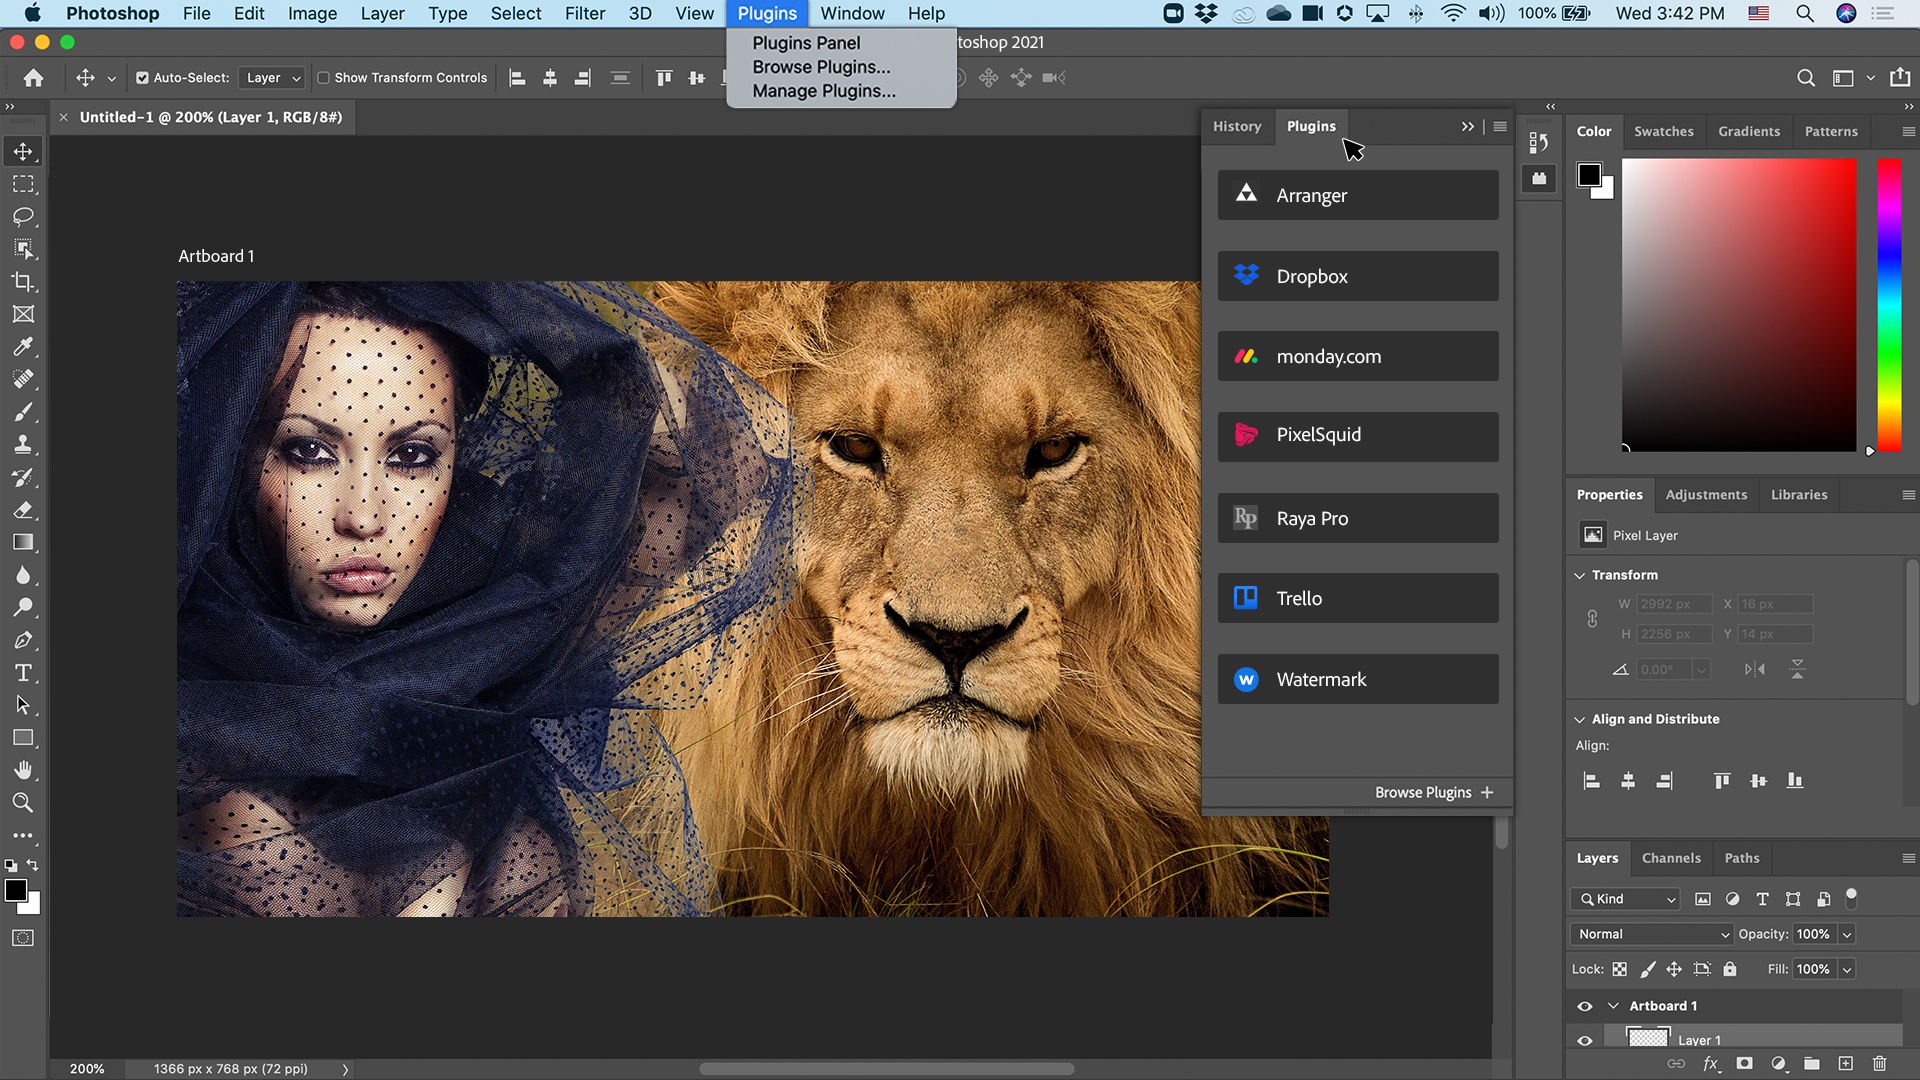 Photoshop File Edit Image Layer Type Select Filter 3D View Plugins Window Help 100% Wed 3:42 PM
Plugins Panel
Browse Plugins...
Manage Plugins...
toshop 2021
Auto-Select: Layer Show Transform Controls
Untitled-1 @ 200% (Layer 1, RGB/8#)
Artboard 1
History Plugins
Arranger
Dropbox
monday.com
PixelSquid
Rp Raya Pro
Trello
W Watermark
Browse Plugins +
Color Swatches Gradients Patterns
Properties Adjustments Libraries
Pixel Layer
Transform
W 2992 px X 16 px
H 2256 px Y 14 px
0.00°
Align and Distribute
Align:
Layers Channels Paths
Kind
Normal Opacity: 100%
Lock: Fill: 100%
Artboard 1
Layer 1
fx
200% 1366 px x 768 px (72 ppi)